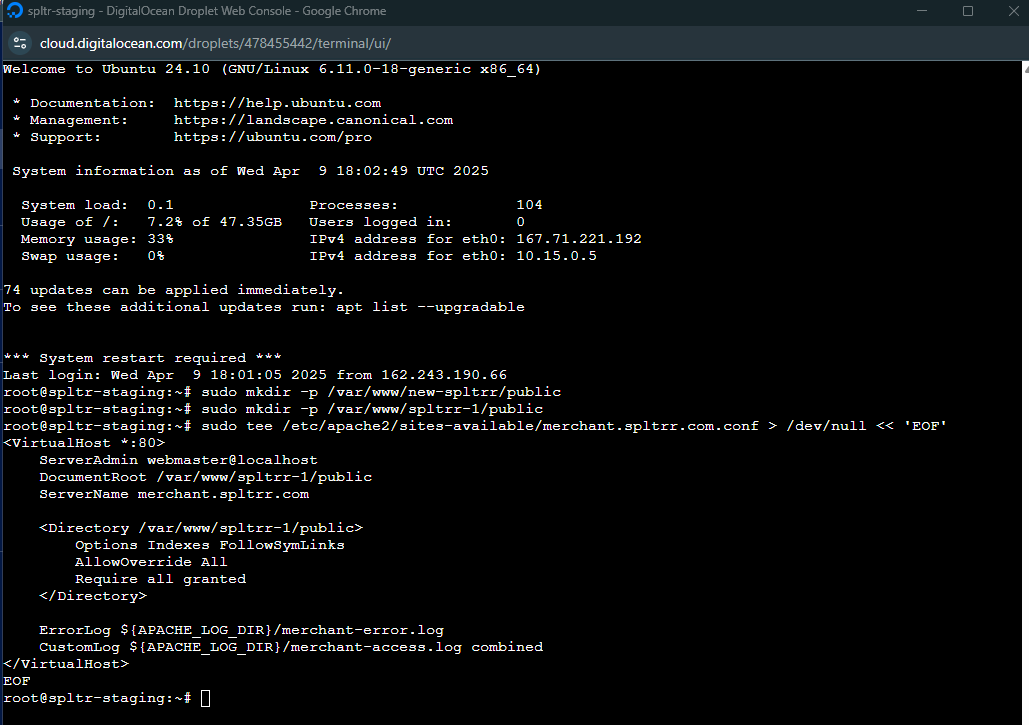 spltr-staging - DigitalOcean Droplet Web Console - Google Chrome
cloud.digitalocean.com/droplets/478455442/terminal/ui/
Welcome to Ubuntu 24.10 (GNU/Linux 6.11.0-18-generic x86_64)
* Documentation:  https://help.ubuntu.com
* Management:     https://landscape.canonical.com
* Support:        https://ubuntu.com/pro
System information as of Wed Apr  9 18:02:49 UTC 2025
System load:  0.1               Processes:             104
Usage of /:   7.2% of 47.35GB   Users logged in:       0
Memory usage: 33%               IPv4 address for eth0: 167.71.221.192
Swap usage:   0%                IPv4 address for eth0: 10.15.0.5
74 updates can be applied immediately.
To see these additional updates run: apt list --upgradable
*** System restart required ***
Last login: Wed Apr  9 18:01:05 2025 from 162.243.190.66
root@spltr-staging:~# sudo mkdir -p /var/www/new-spltrr/public
root@spltr-staging:~# sudo mkdir -p /var/www/spltrr-1/public
root@spltr-staging:~# sudo tee /etc/apache2/sites-available/merchant.spltrr.com.conf > /dev/null << 'EOF'
<VirtualHost *:80>
    ServerAdmin webmaster@localhost
    DocumentRoot /var/www/spltrr-1/public
    ServerName merchant.spltrr.com
    <Directory /var/www/spltrr-1/public>
        Options Indexes FollowSymLinks
        AllowOverride All
        Require all granted
    </Directory>
    ErrorLog ${APACHE_LOG_DIR}/merchant-error.log
    CustomLog ${APACHE_LOG_DIR}/merchant-access.log combined
</VirtualHost>
EOF
root@spltr-staging:~#